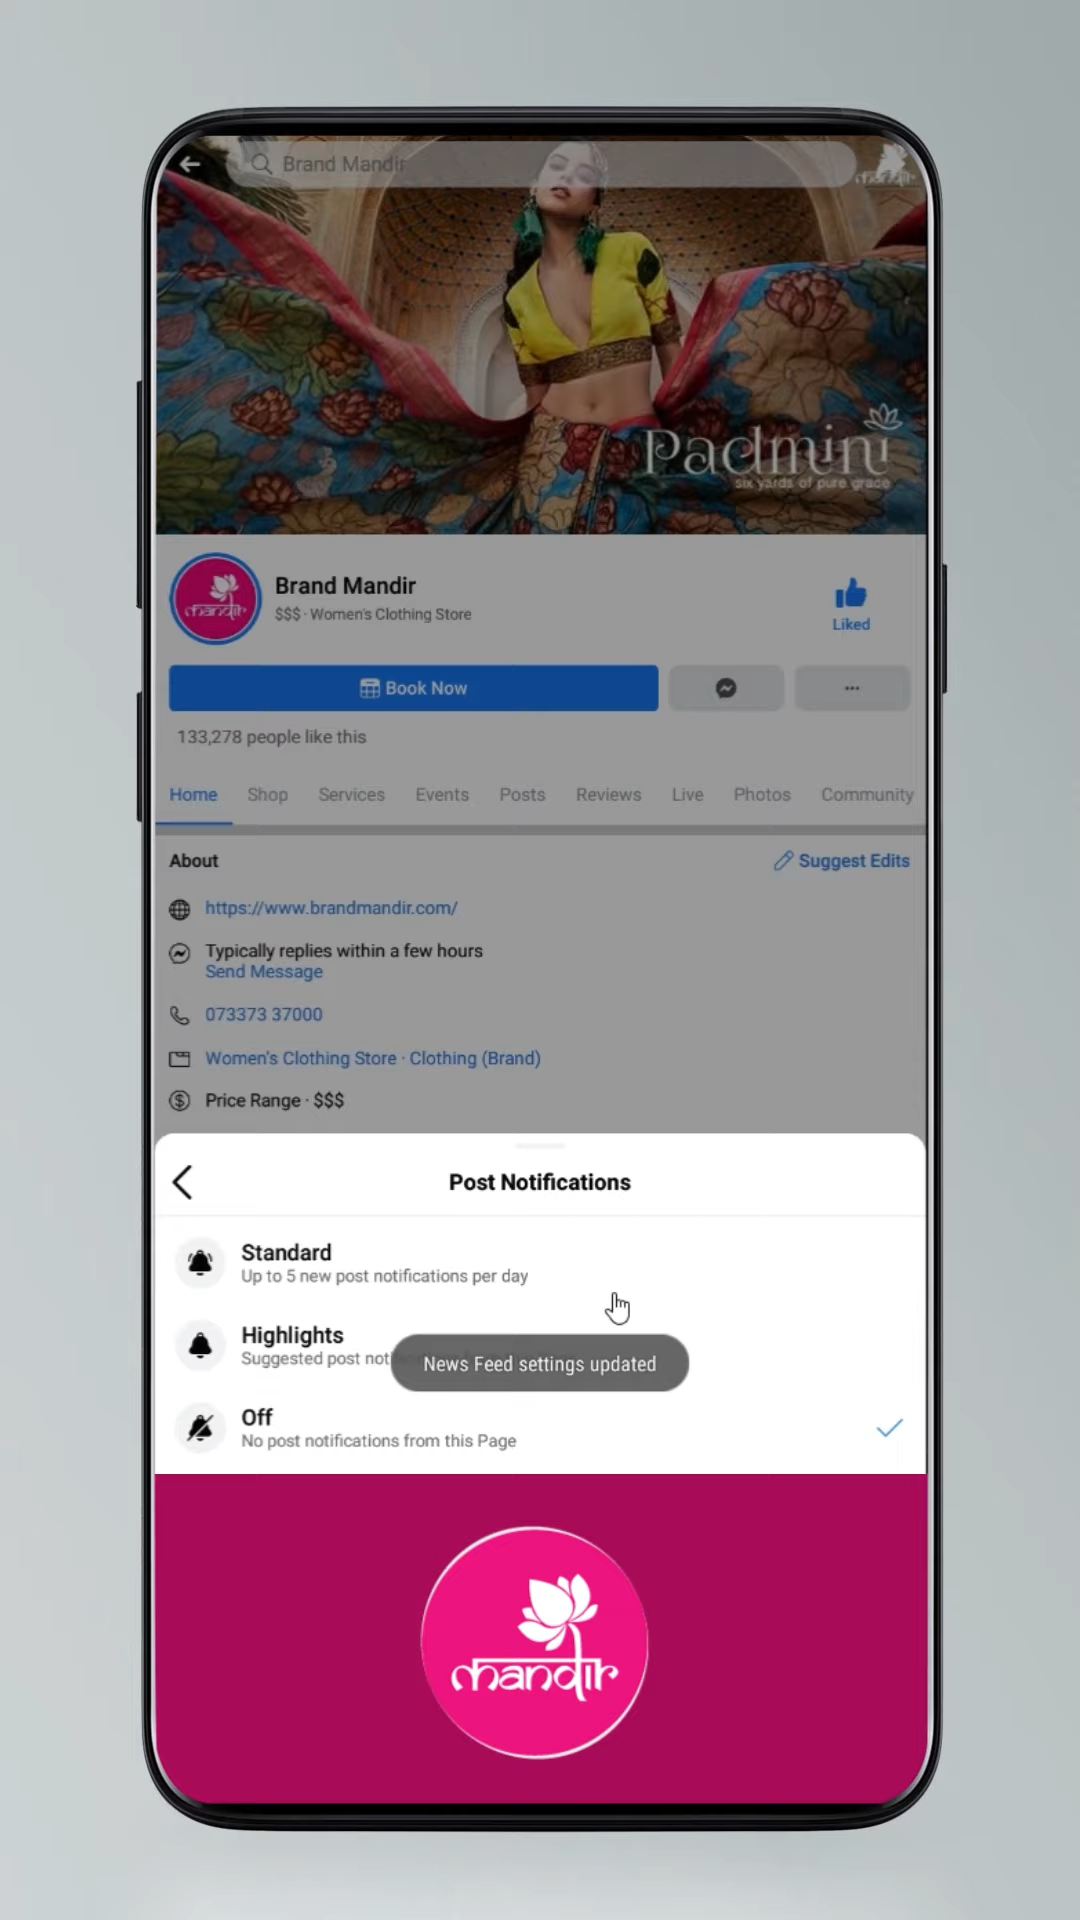 Brand Mandir
mandir
Padmini
six yards of pure grace
mandir
Brand Mandir
$$$ · Women's Clothing Store
Liked
Book Now
133,278 people like this
Home Shop Services Events Posts Reviews Live Photos Community
About
Suggest Edits
https://www.brandmandir.com/
Typically replies within a few hours
Send Message
073373 37000
Women's Clothing Store · Clothing (Brand)
Price Range · $$$
Post Notifications
Standard
Up to 5 new post notifications per day
Highlights
Suggested post
News Feed settings updated
Off
No post notifications from this Page
mandir